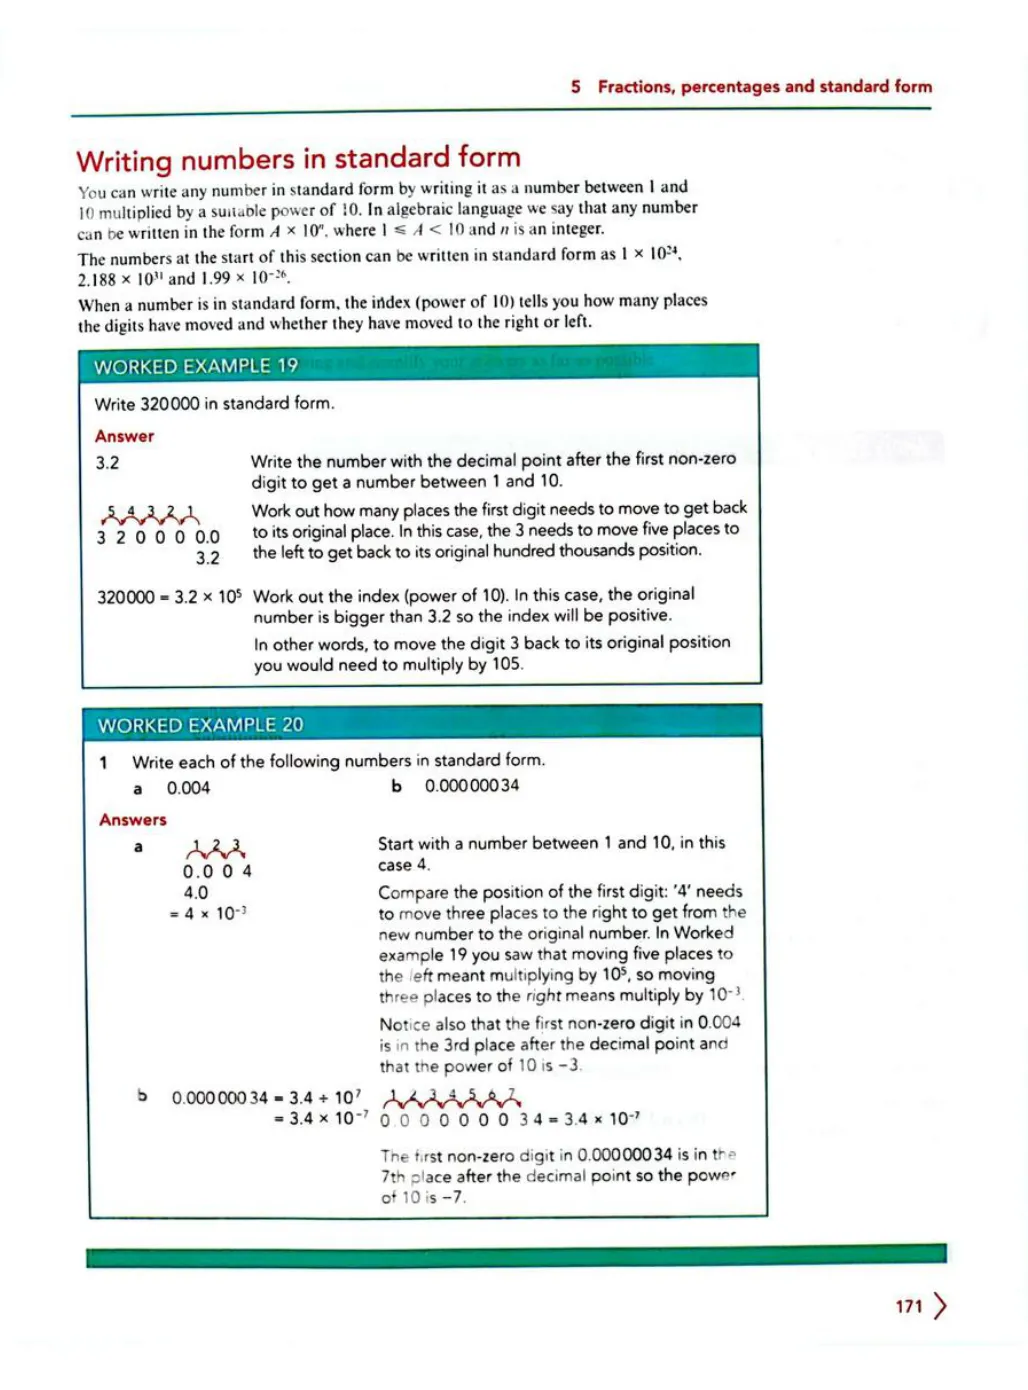 5 Fractions, percentages and standard form
Writing numbers in standard form
You can write any number in standard form by writing it as a number between 1 and
10 multiplied by a suitable power of 10. In algebraic language we say that any number
can be written in the form A × 10ⁿ, where 1 ⩽ A < 10 and n is an integer.
The numbers at the start of this section can be written in standard form as 1 × 10²⁴,
2.188 × 10³¹ and 1.99 × 10⁻²⁶.
When a number is in standard form, the index (power of 10) tells you how many places
the digits have moved and whether they have moved to the right or left.
WORKED EXAMPLE 19
Write 320 000 in standard form.
Answer
3.2
Write the number with the decimal point after the first non-zero
digit to get a number between 1 and 10.
5 4 3 2 1
3 2 0 0 0 0.0
3.2
Work out how many places the first digit needs to move to get back
to its original place. In this case, the 3 needs to move five places to
the left to get back to its original hundred thousands position.
320 000 = 3.2 × 10⁵
Work out the index (power of 10). In this case, the original
number is bigger than 3.2 so the index will be positive.
In other words, to move the digit 3 back to its original position
you would need to multiply by 105.
WORKED EXAMPLE 20
1 Write each of the following numbers in standard form.
a 0.004 b 0.000 000 34
Answers
a
1 2 3
0.0 0 4
4.0
= 4 × 10⁻³
Start with a number between 1 and 10, in this
case 4.
Compare the position of the first digit: '4' needs
to move three places to the right to get from the
new number to the original number. In Worked
example 19 you saw that moving five places to
the left meant multiplying by 10⁵, so moving
three places to the right means multiply by 10⁻³.
Notice also that the first non-zero digit in 0.004
is in the 3rd place after the decimal point and
that the power of 10 is −3.
b 0.000 000 34 = 3.4 ÷ 10⁷
= 3.4 × 10⁻⁷
1 2 3 4 5 6 7
0.0 0 0 0 0 0 3 4 = 3.4 × 10⁻⁷
The first non-zero digit in 0.000 000 34 is in the
7th place after the decimal point so the power
of 10 is −7.
171